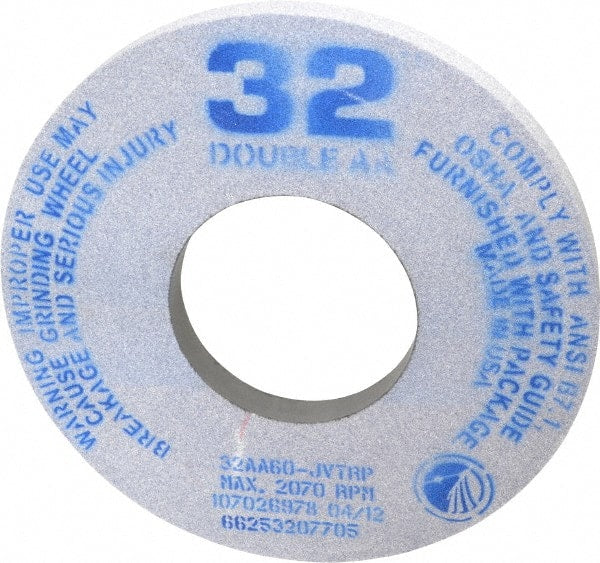 32
DOUBLE AA
WARNING IMPROPER USE MAY
CAUSE GRINDING WHEEL
BREAKAGE AND SERIOUS INJURY
COMPLY WITH ANSI B7.1,
OSHA, AND SAFETY GUIDE
FURNISHED WITH PACKAGE
MADE IN USA
32AA60-JVTRP
MAX. 2070 RPM
107026978 04/12
66253207705